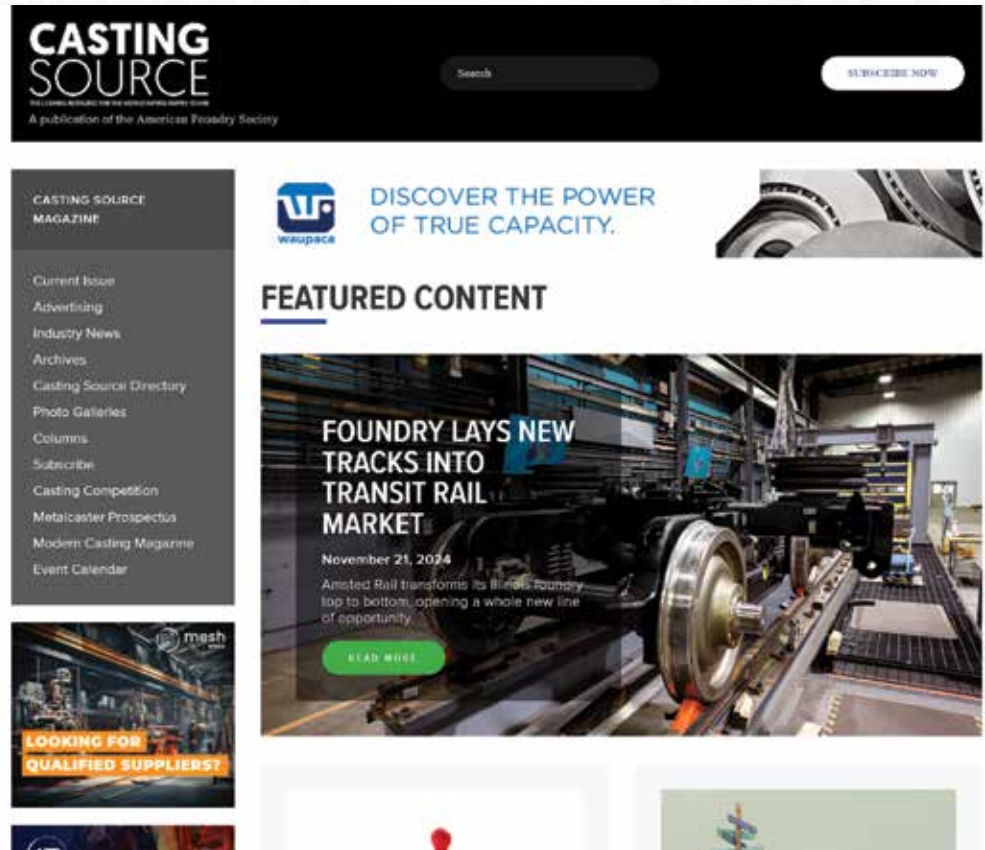 CASTING
SOURCE
A publication of the American Foundry Society
Search
SUBSCRIBE NOW
CASTING SOURCE
MAGAZINE
Current Issue
Advertising
Industry News
Archives
Casting Source Directory
Photo Galleries
Columns
Subscribe
Casting Competition
Metalcaster Prospectus
Modern Casting Magazine
Event Calendar
waupaca
DISCOVER THE POWER
OF TRUE CAPACITY.
FEATURED CONTENT
FOUNDRY LAYS NEW
TRACKS INTO
TRANSIT RAIL
MARKET
November 21, 2024
Amsted Rail transforms its Illinois foundry
top to bottom, opening a whole new line
of opportunity.
READ MORE
mesh
LOOKING FOR
QUALIFIED SUPPLIERS?